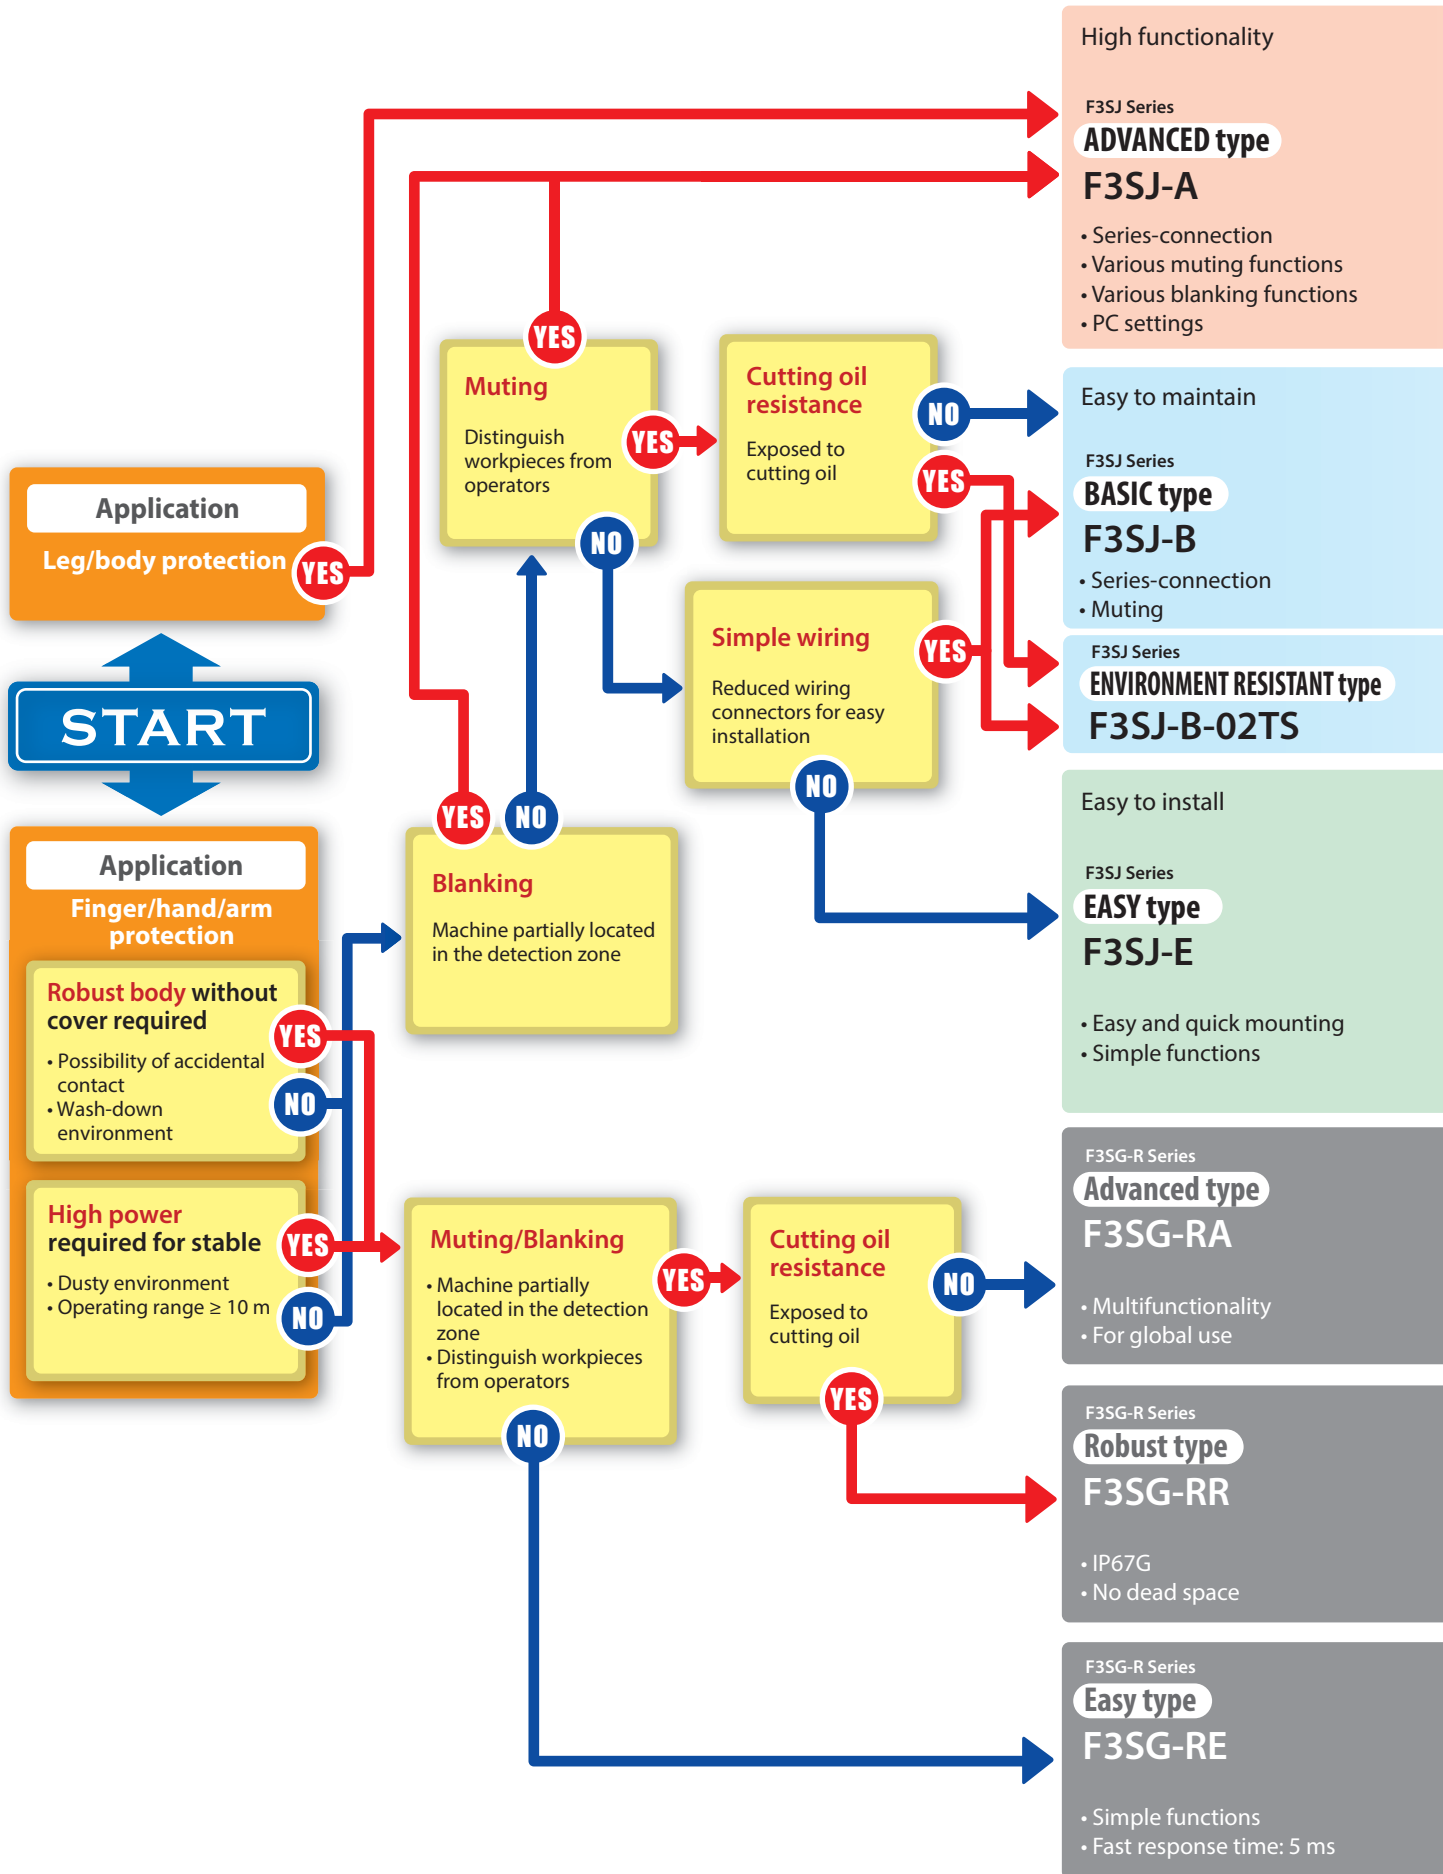 High functionality
F3SJ Series
ADVANCED type
F3SJ-A
• Series-connection
• Various muting functions
• Various blanking functions
• PC settings
YES
Muting
Distinguish
workpieces from
operators
YES
NO
Cutting oil
resistance
Exposed to
cutting oil
NO
YES
Easy to maintain
F3SJ Series
BASIC type
F3SJ-B
• Series-connection
• Muting
Application
Leg/body protection
YES
START
Simple wiring
Reduced wiring
connectors for easy
installation
YES
NO
F3SJ Series
ENVIRONMENT RESISTANT type
F3SJ-B-02TS
Easy to install
F3SJ Series
EASY type
F3SJ-E
• Easy and quick mounting
• Simple functions
YES
NO
Blanking
Machine partially located
in the detection zone
Application
Finger/hand/arm
protection
Robust body without
cover required
• Possibility of accidental
contact
• Wash-down
environment
YES
NO
High power
required for stable
• Dusty environment
• Operating range ≥ 10 m
YES
NO
Muting/Blanking
• Machine partially
located in the detection
zone
• Distinguish workpieces
from operators
YES
NO
Cutting oil
resistance
Exposed to
cutting oil
NO
YES
F3SG-R Series
Advanced type
F3SG-RA
• Multifunctionality
• For global use
F3SG-R Series
Robust type
F3SG-RR
• IP67G
• No dead space
F3SG-R Series
Easy type
F3SG-RE
• Simple functions
• Fast response time: 5 ms